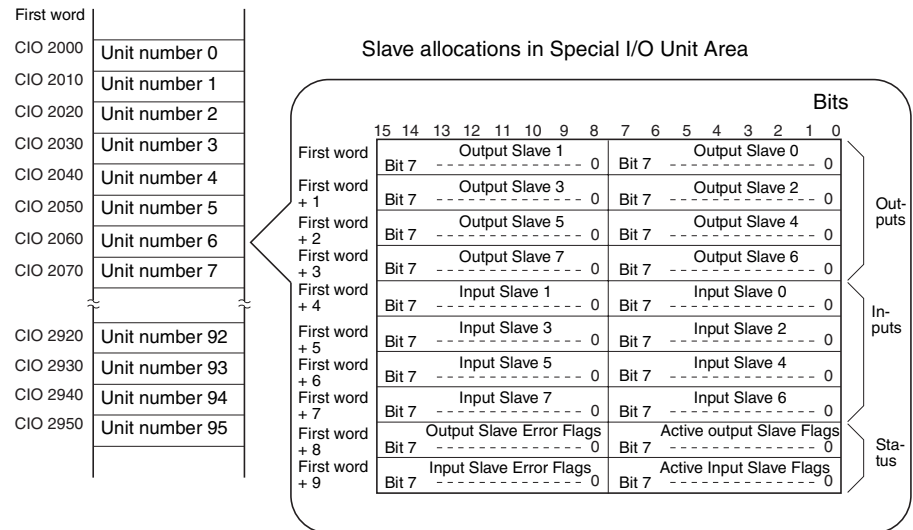 First word
CIO 2000 Unit number 0
CIO 2010 Unit number 1
CIO 2020 Unit number 2
CIO 2030 Unit number 3
CIO 2040 Unit number 4
CIO 2050 Unit number 5
CIO 2060 Unit number 6
CIO 2070 Unit number 7
CIO 2920 Unit number 92
CIO 2930 Unit number 93
CIO 2940 Unit number 94
CIO 2950 Unit number 95
Slave allocations in Special I/O Unit Area
Bits
15 14 13 12 11 10 9 8 7 6 5 4 3 2 1 0
First word
Output Slave 1 Output Slave 0
Bit 7 - - - - - - - - - - - - - - - 0 Bit 7 - - - - - - - - - - - - - - - 0
First word
+ 1
Output Slave 3 Output Slave 2
Bit 7 - - - - - - - - - - - - - - - 0 Bit 7 - - - - - - - - - - - - - - - 0
First word
+ 2
Output Slave 5 Output Slave 4
Bit 7 - - - - - - - - - - - - - - - 0 Bit 7 - - - - - - - - - - - - - - - 0
First word
+ 3
Output Slave 7 Output Slave 6
Bit 7 - - - - - - - - - - - - - - - 0 Bit 7 - - - - - - - - - - - - - - - 0
Out-
puts
First word
+ 4
Input Slave 1 Input Slave 0
Bit 7 - - - - - - - - - - - - - - - 0 Bit 7 - - - - - - - - - - - - - - - 0
First word
+ 5
Input Slave 3 Input Slave 2
Bit 7 - - - - - - - - - - - - - - - 0 Bit 7 - - - - - - - - - - - - - - - 0
First word
+ 6
Input Slave 5 Input Slave 4
Bit 7 - - - - - - - - - - - - - - - 0 Bit 7 - - - - - - - - - - - - - - - 0
First word
+ 7
Input Slave 7 Input Slave 6
Bit 7 - - - - - - - - - - - - - - - 0 Bit 7 - - - - - - - - - - - - - - - 0
In-
puts
First word
+ 8
Output Slave Error Flags Active output Slave Flags
Bit 7 - - - - - - - - - - - - - - - 0 Bit 7 - - - - - - - - - - - - - - - 0
First word
+ 9
Input Slave Error Flags Active Input Slave Flags
Bit 7 - - - - - - - - - - - - - - - 0 Bit 7 - - - - - - - - - - - - - - - 0
Sta-
tus